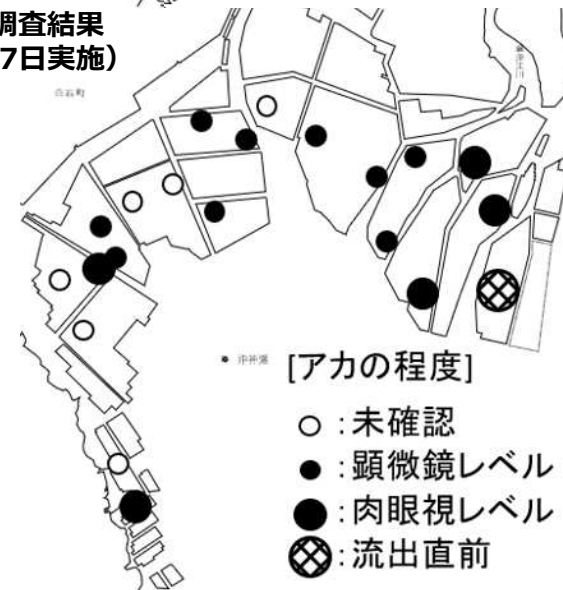 調査結果
7日実施）
[アカの程度]
○：未確認
●：顕微鏡レベル
●：肉眼視レベル
：流出直前